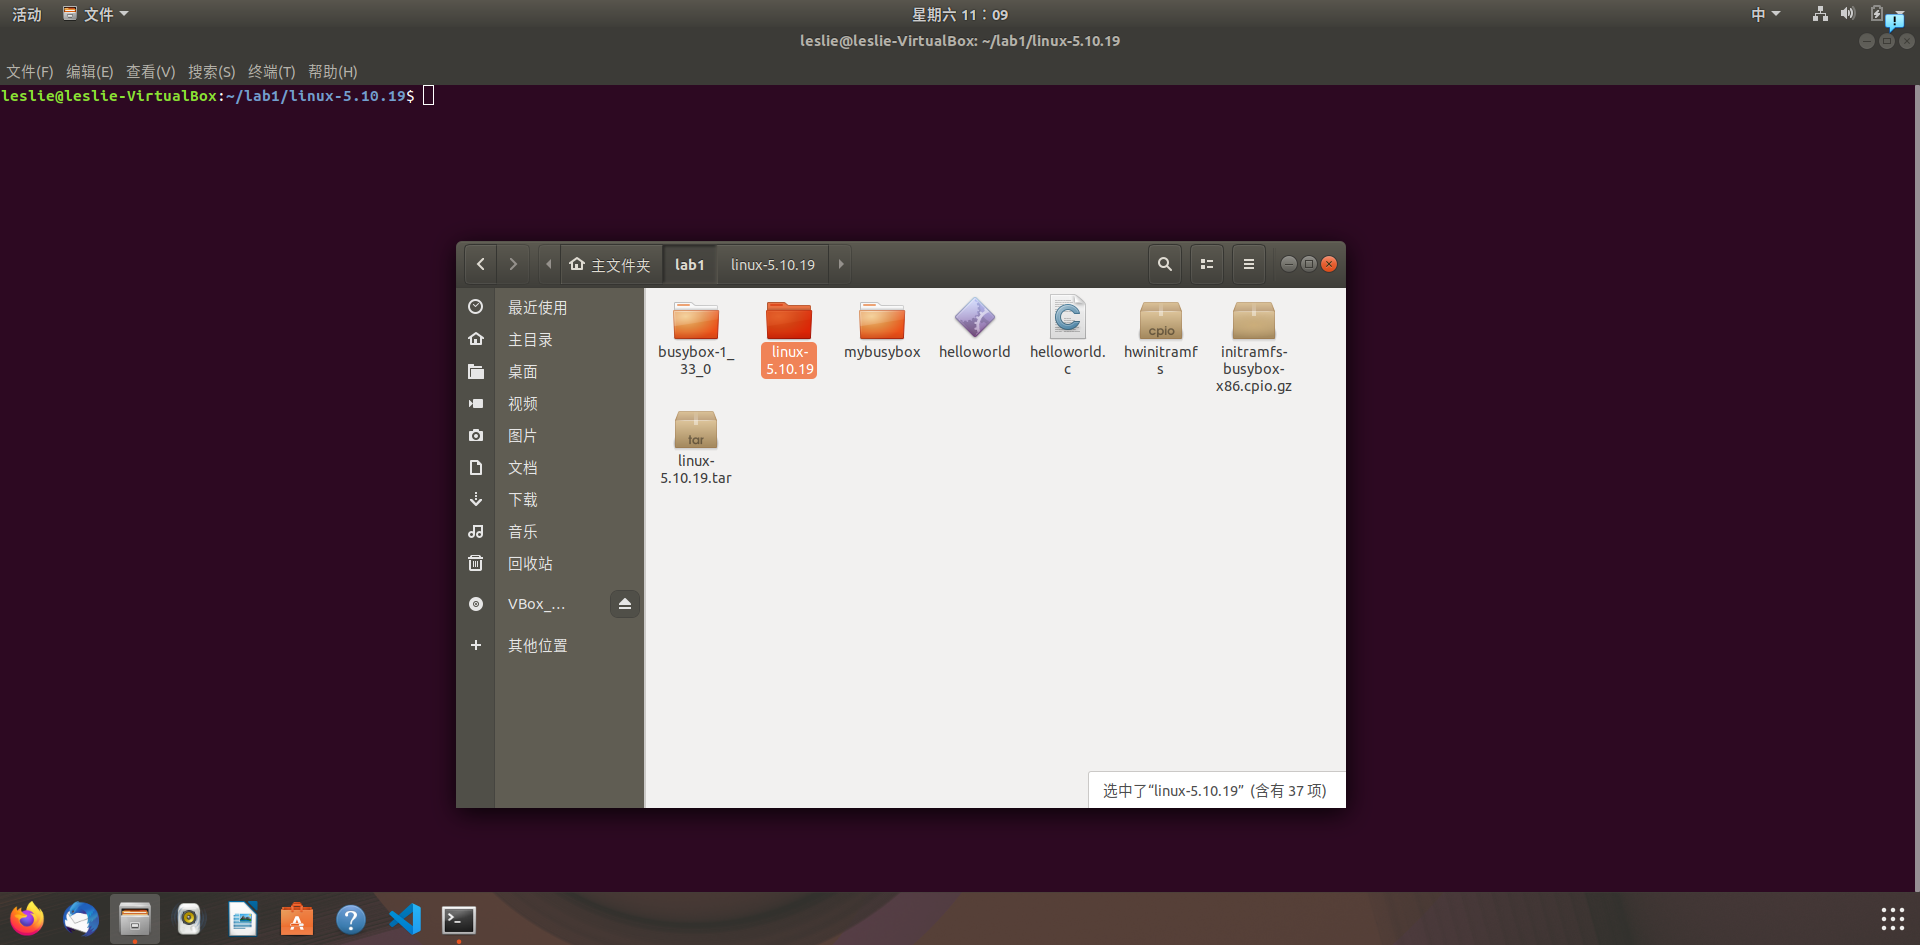 活动 文件 星期六 11：09 中
leslie@leslie-VirtualBox: ~/lab1/linux-5.10.19
文件(F) 编辑(E) 查看(V) 搜索(S) 终端(T) 帮助(H)
leslie@leslie-VirtualBox:~/lab1/linux-5.10.19$
主文件夹 lab1 linux-5.10.19
最近使用
主目录
桌面
视频
图片
文档
下载
音乐
回收站
VBox_...
其他位置
busybox-1_
33_0
linux-
5.10.19
mybusybox
helloworld
helloworld.
c
cpio
hwinitramf
s
initramfs-
busybox-
x86.cpio.gz
tar
linux-
5.10.19.tar
选中了“linux-5.10.19” (含有 37 项)